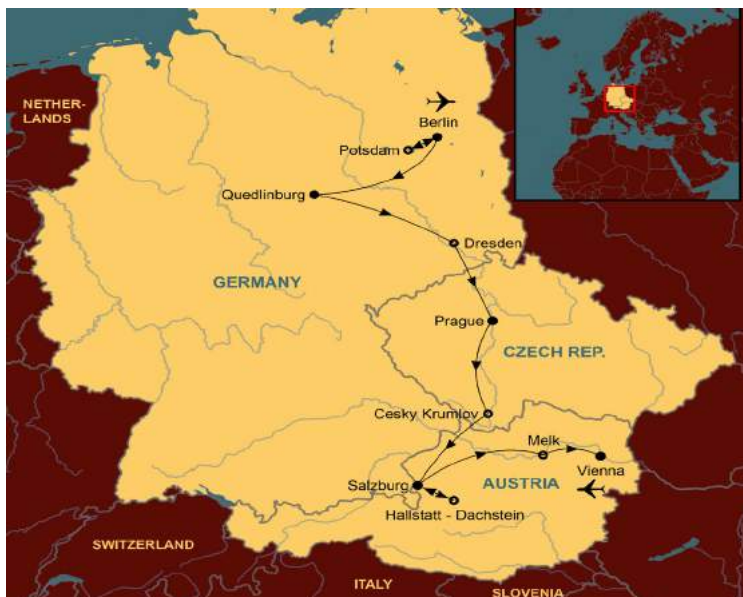 NETHER-
LANDS
Berlin
Potsdam
Quedlinburg
Dresden
GERMANY
Prague
CZECH REP.
Cesky Krumlov
Melk
Vienna
Salzburg
AUSTRIA
Hallstatt - Dachstein
SWITZERLAND
ITALY
SLOVENIA